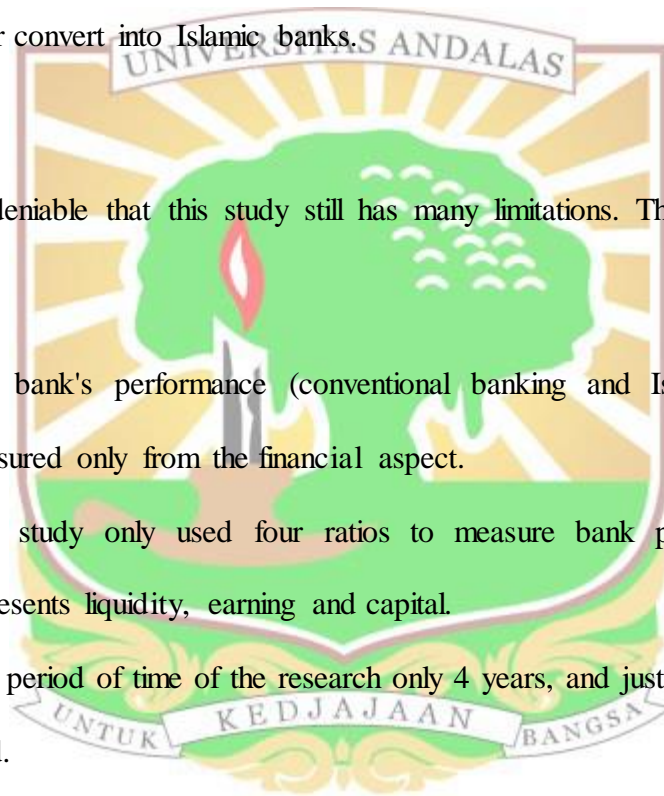 r convert into Islamic banks.
UNIVERSITAS ANDALAS
deniable that this study still has many limitations. Th
bank's performance (conventional banking and Is
sured only from the financial aspect.
study only used four ratios to measure bank p
esents liquidity, earning and capital.
period of time of the research only 4 years, and just
UNTUK KEDJAJAAN BANGSA